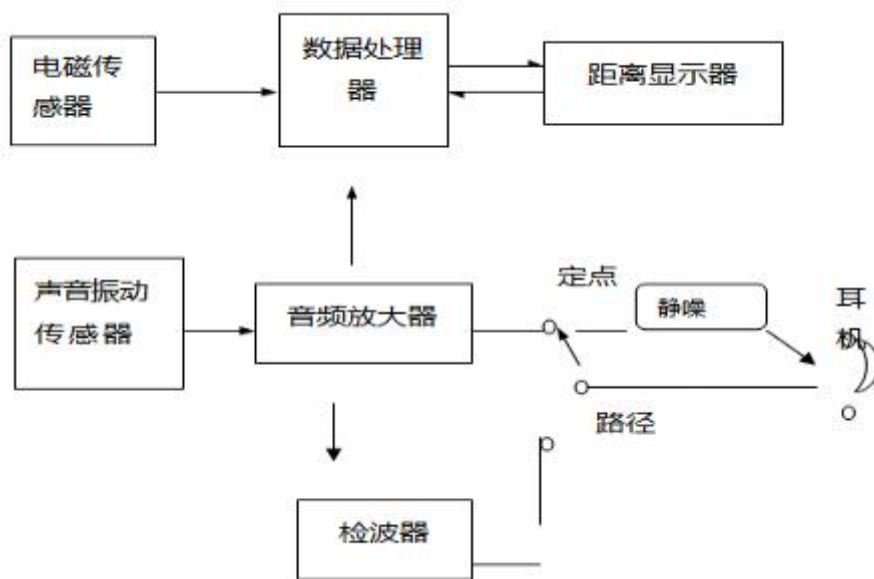 电磁传
感器
数据处理
器
距离显示器
声音振动
传感器
音频放大器
定点
静噪
耳
机
路径
检波器